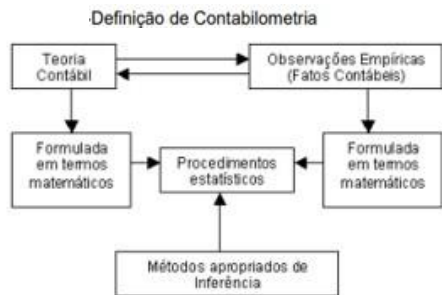 ·Definição de Contabilometria
Teoria
Contábil
Observações Empíricas
(Fatos Contábeis)
Formulada
em termos
matemáticos
Procedimentos
estatísticos
Formulada
em termos
matemáticos
Métodos apropriados de
Inferência